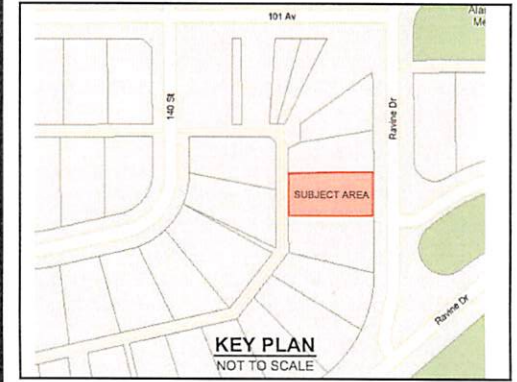 101 Av
140 St
Ravine Dr
SUBJECT AREA
Ravine Dr
KEY PLAN
NOT TO SCALE